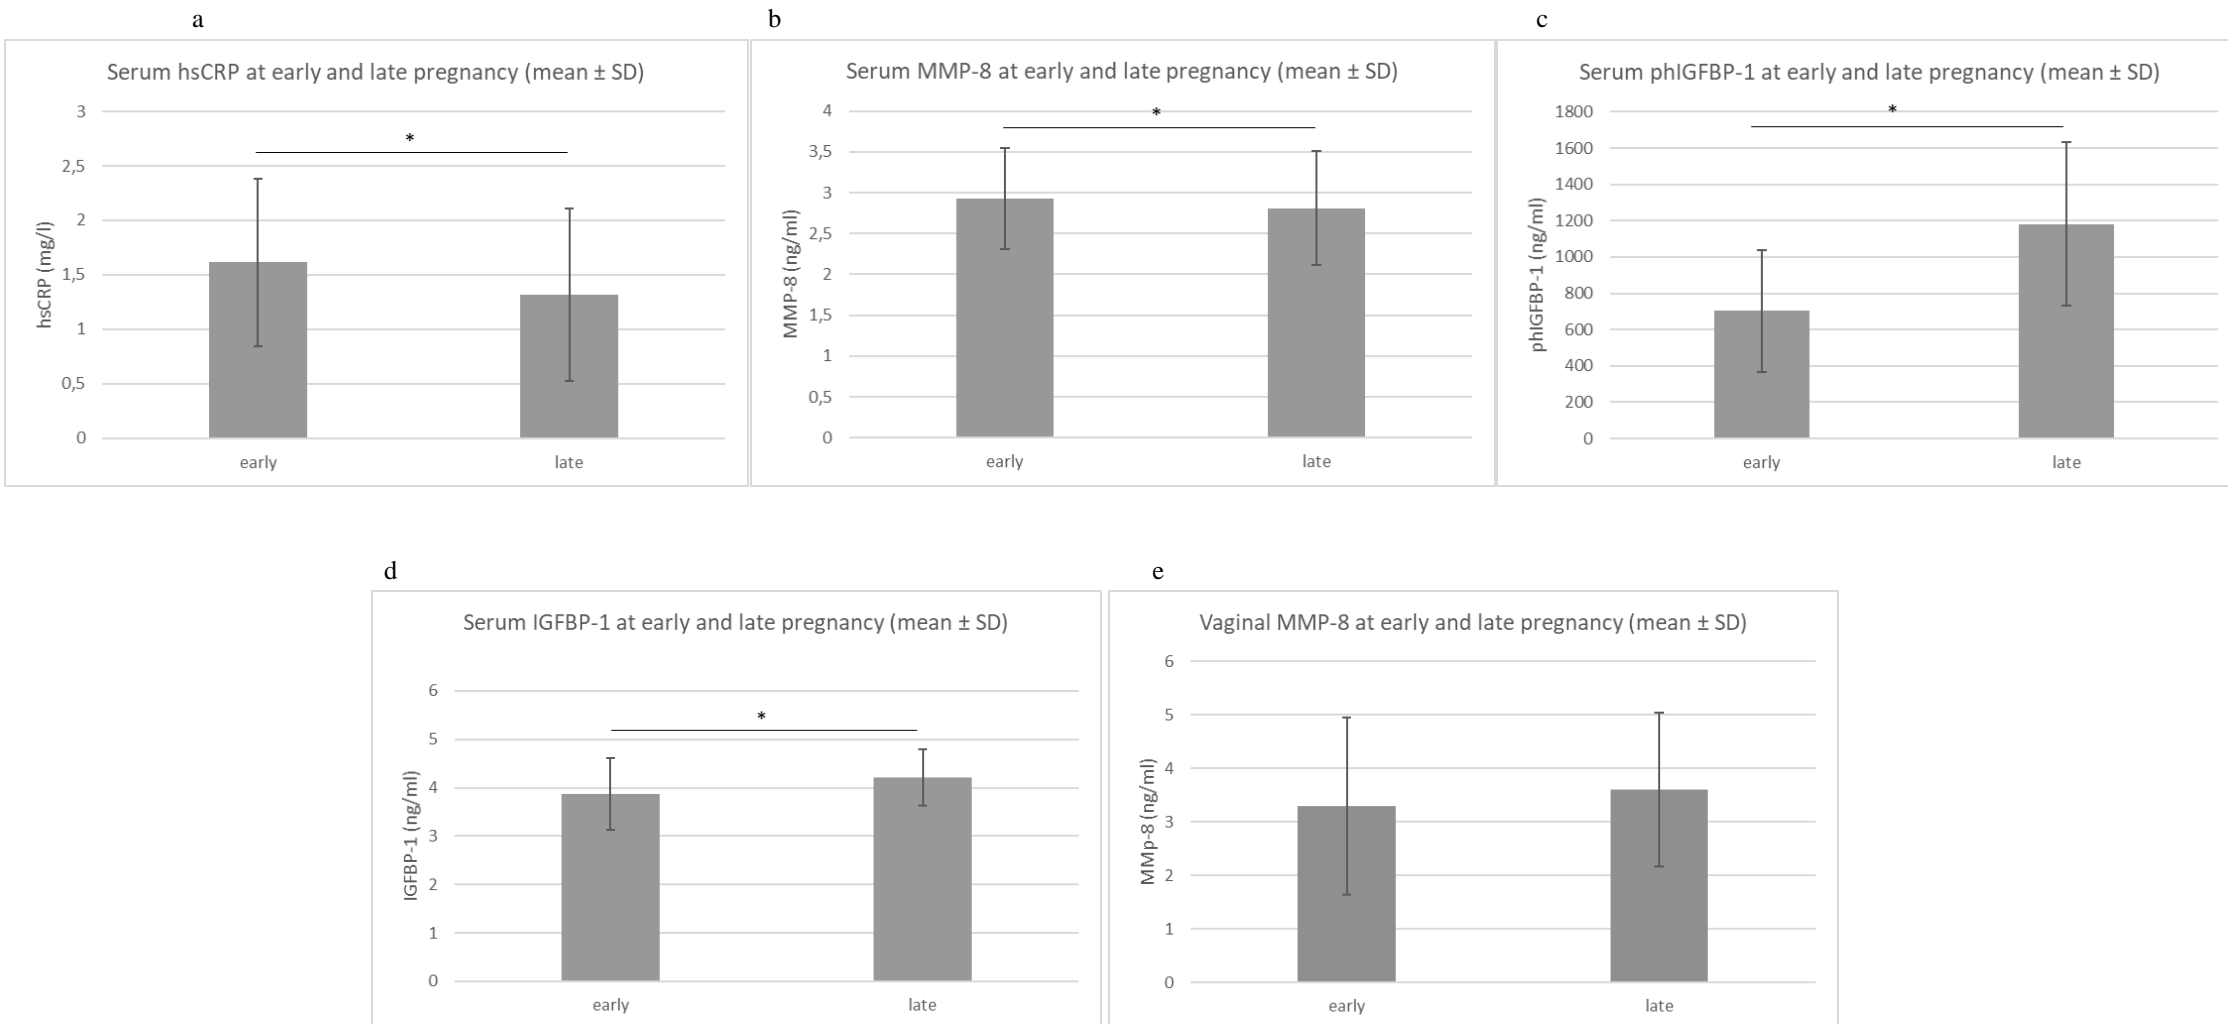 a
Serum hsCRP at early and late pregnancy (mean ± SD)
hsCRP (mg/l)
3
2,5
2
1,5
1
0,5
0
*
early
late
b
Serum MMP-8 at early and late pregnancy (mean ± SD)
MMP-8 (ng/ml)
4
3,5
3
2,5
2
1,5
1
0,5
0
*
early
late
c
Serum phIGFBP-1 at early and late pregnancy (mean ± SD)
phIGFBP-1 (ng/ml)
1800
1600
1400
1200
1000
800
600
400
200
0
*
early
late
d
Serum IGFBP-1 at early and late pregnancy (mean ± SD)
IGFBP-1 (ng/ml)
6
5
4
3
2
1
0
*
early
late
e
Vaginal MMP-8 at early and late pregnancy (mean ± SD)
MMp-8 (ng/ml)
6
5
4
3
2
1
0
early
late